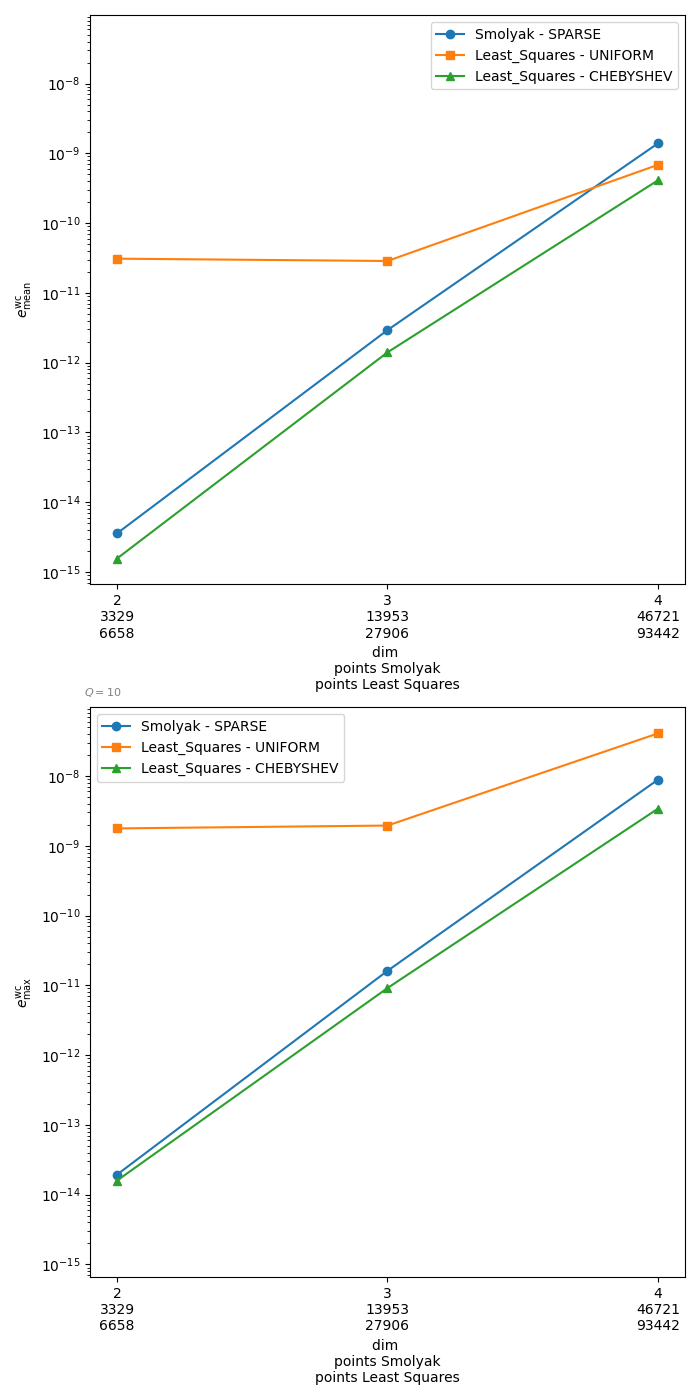 Smolyak - SPARSE
Least_Squares - UNIFORM
Least_Squares - CHEBYSHEV
10⁻⁸
10⁻⁹
10⁻¹⁰
10⁻¹¹
10⁻¹²
10⁻¹³
10⁻¹⁴
10⁻¹⁵
e^wc_mean
2 3 4
3329 13953 46721
6658 27906 93442
dim
points Smolyak
points Least Squares
Q = 10
Smolyak - SPARSE
Least_Squares - UNIFORM
Least_Squares - CHEBYSHEV
10⁻⁸
10⁻⁹
10⁻¹⁰
10⁻¹¹
10⁻¹²
10⁻¹³
10⁻¹⁴
10⁻¹⁵
e^wc_max
2 3 4
3329 13953 46721
6658 27906 93442
dim
points Smolyak
points Least Squares